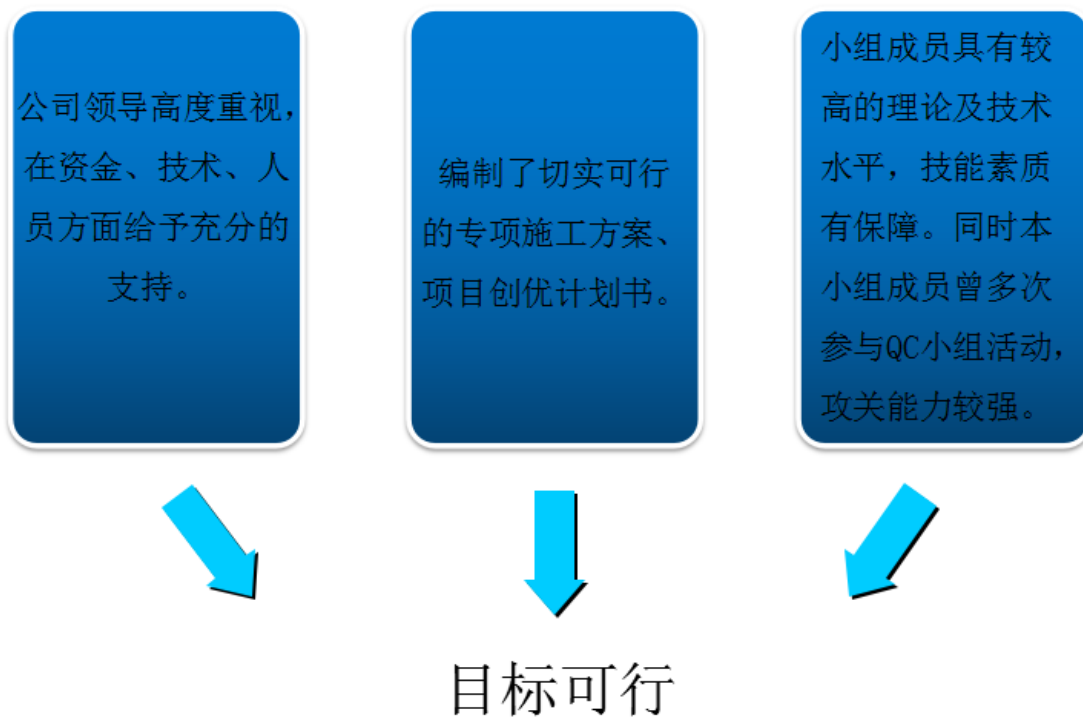 公司领导高度重视，
在资金、技术、人
员方面给予充分的
支持。
编制了切实可行
的专项施工方案、
项目创优计划书。
小组成员具有较
高的理论及技术
水平，技能素质
有保障。同时本
小组成员曾多次
参与QC小组活动，
攻关能力较强。
目标可行